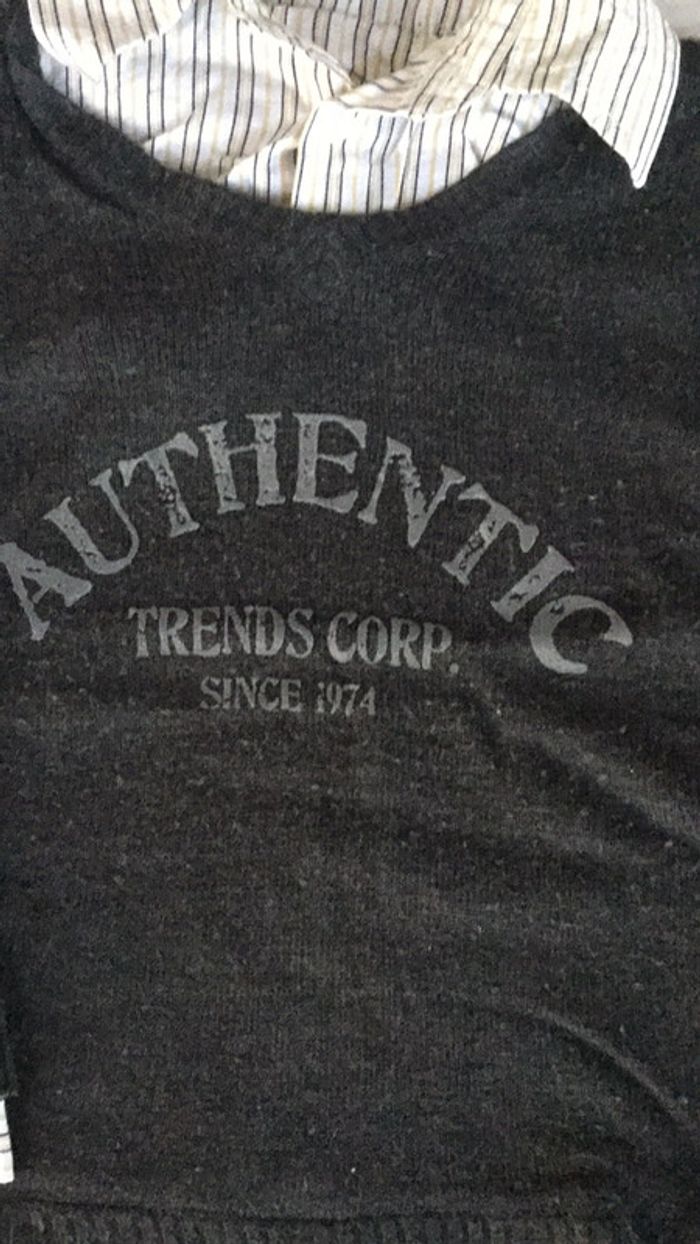 AUTHENTIC
TRENDS CORP.
SINCE 1974